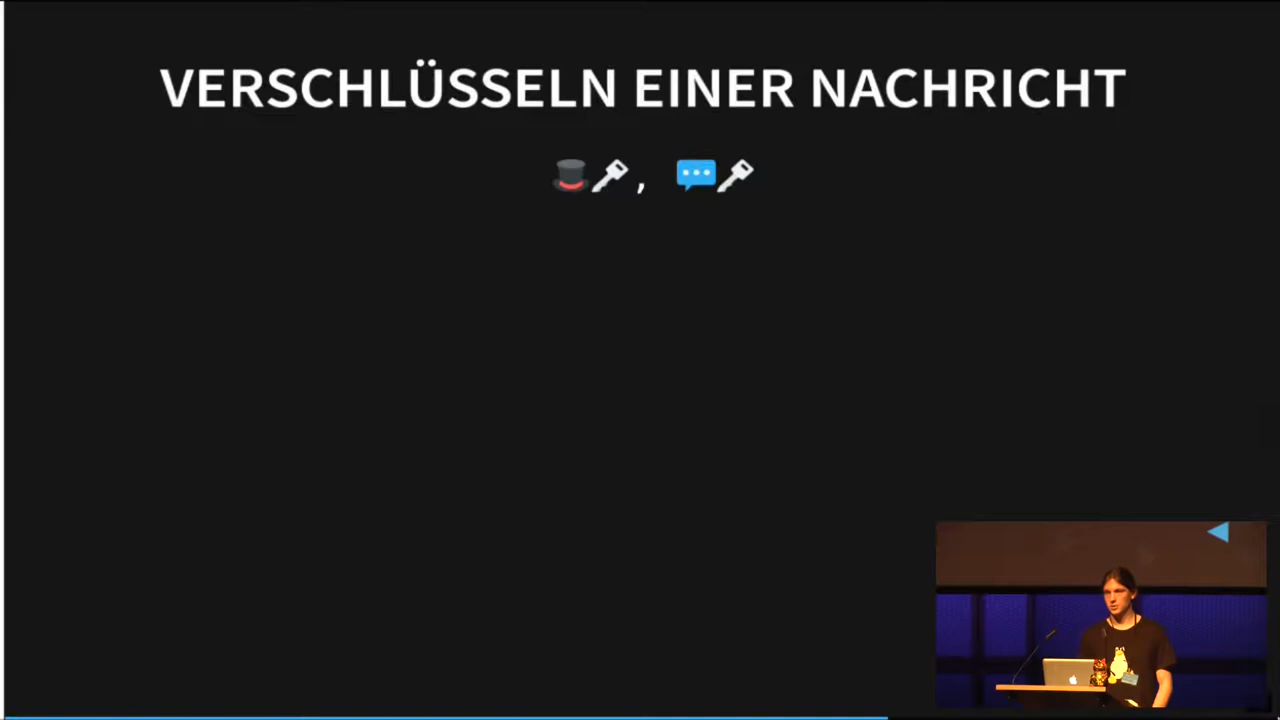 VERSCHLÜSSELN EINER NACHRICHT
🎩🔑, 💬🔑